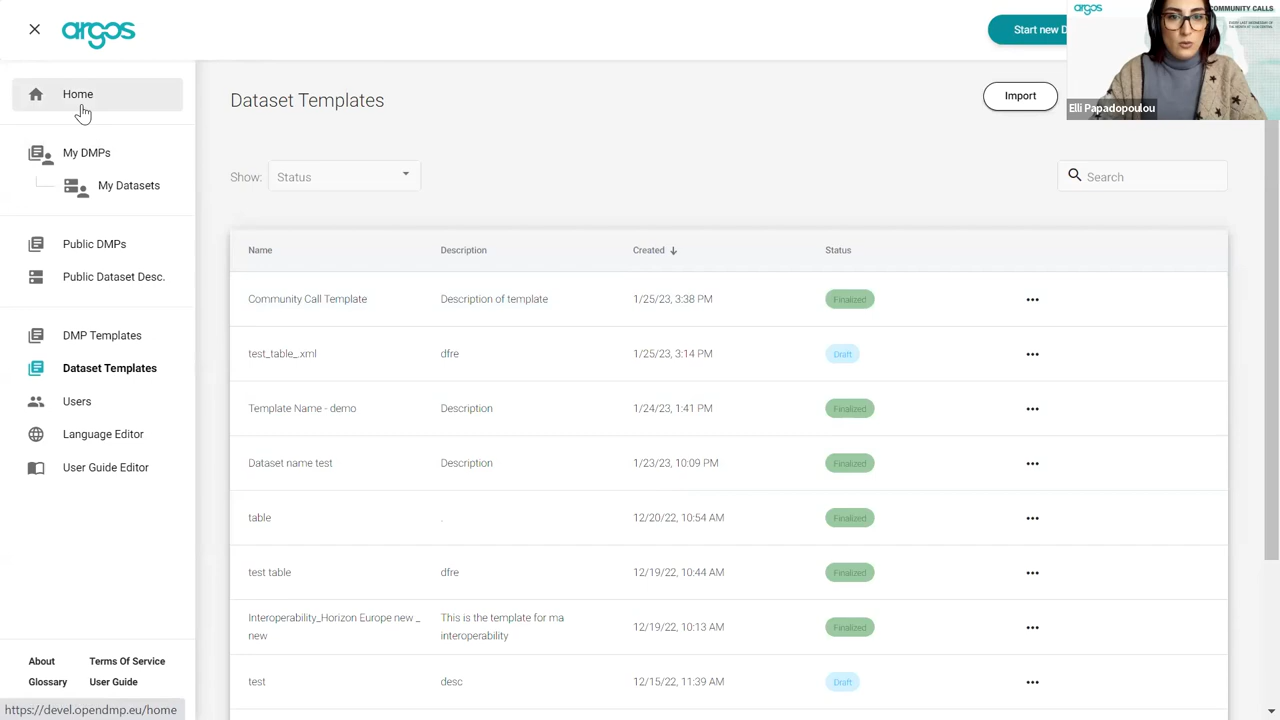 argos
Start new D
argos
COMMUNITY CALLS
Elli Papadopoulou
Home
My DMPs
My Datasets
Public DMPs
Public Dataset Desc.
DMP Templates
Dataset Templates
Users
Language Editor
User Guide Editor
About
Terms Of Service
Glossary
User Guide
https://devel.opendmp.eu/home
Dataset Templates
Import
Show:
Status
Search
Name Description Created Status
Community Call Template Description of template 1/25/23, 3:38 PM Finalized
test_table_.xml dfre 1/25/23, 3:14 PM Draft
Template Name - demo Description 1/24/23, 1:41 PM Finalized
Dataset name test Description 1/23/23, 10:09 PM Finalized
table . 12/20/22, 10:54 AM Finalized
test table dfre 12/19/22, 10:44 AM Finalized
Interoperability_Horizon Europe new _ This is the template for ma
new interoperability 12/19/22, 10:13 AM Finalized
test desc 12/15/22, 11:39 AM Draft